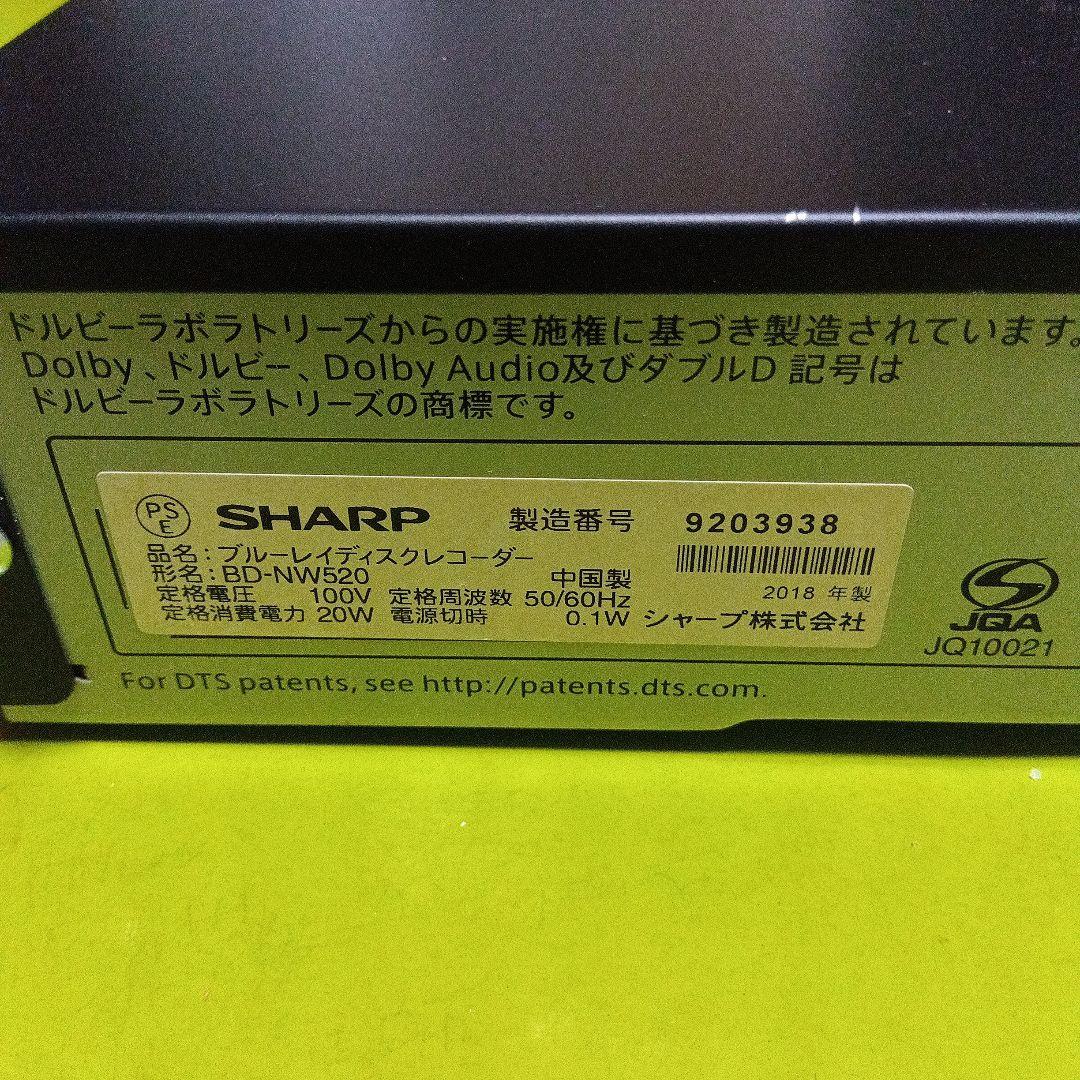 ドルビーラボラトリーズからの実施権に基づき製造されています。
Dolby、ドルビー、Dolby Audio及びダブルD 記号は
ドルビーラボラトリーズの商標です。
PS
E
SHARP 製造番号 9203938
品名:ブルーレイディスクレコーダー
形名:BD-NW520 中国製 2018 年製
定格電圧 100V 定格周波数 50/60Hz
定格消費電力 20W 電源切時 0.1W シャープ株式会社
JQA
JQ10021
For DTS patents, see http://patents.dts.com.